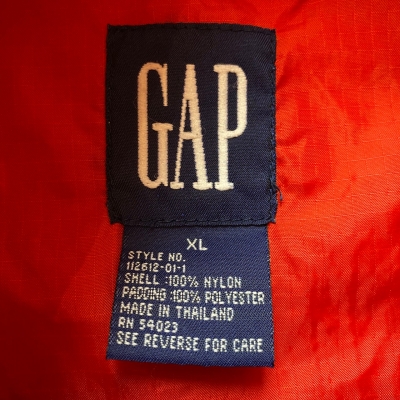 GAP
XL
STYLE NO.
112612-01-1
SHELL :100% NYLON
PADDING :100% POLYESTER
MADE IN THAILAND
RN 54023
SEE REVERSE FOR CARE